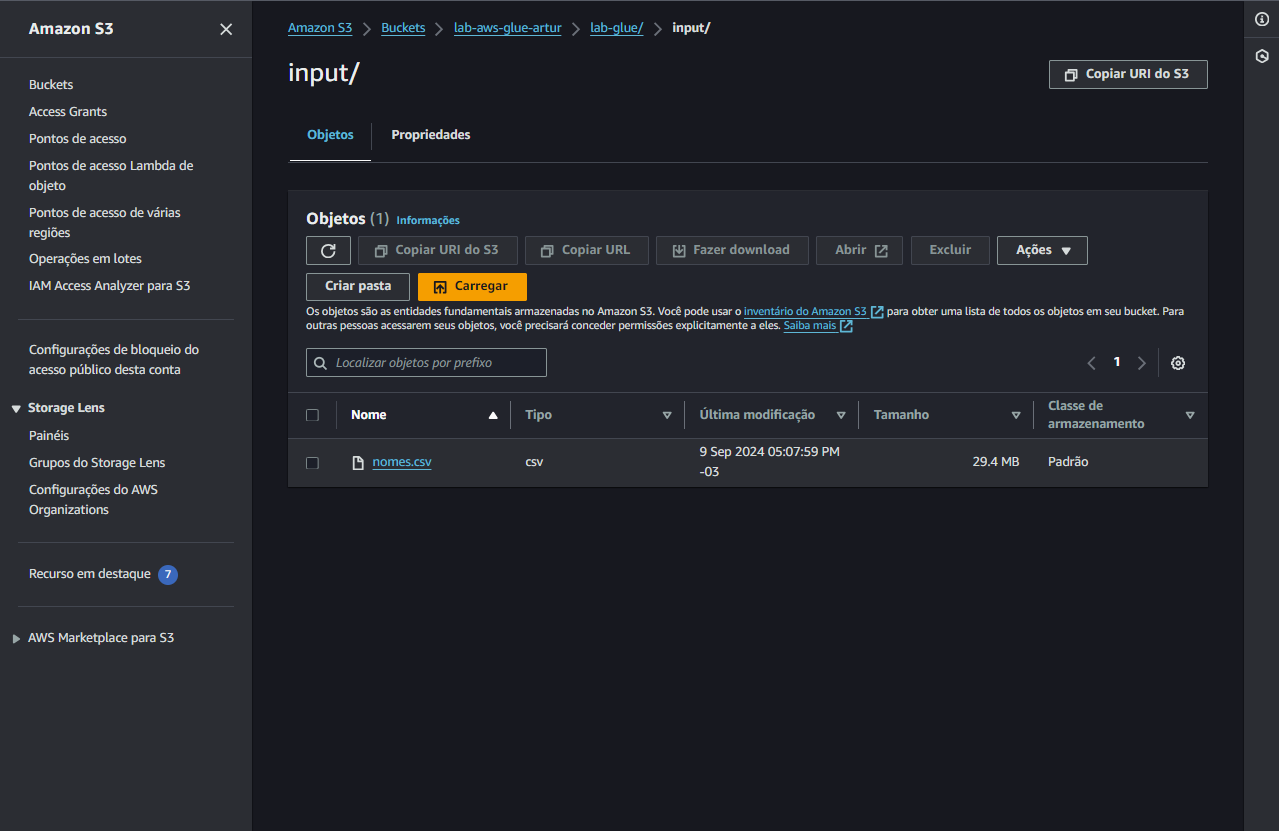 Amazon S3
Buckets
Access Grants
Pontos de acesso
Pontos de acesso Lambda de
objeto
Pontos de acesso de várias
regiões
Operações em lotes
IAM Access Analyzer para S3
Configurações de bloqueio do
acesso público desta conta
Storage Lens
Painéis
Grupos do Storage Lens
Configurações do AWS
Organizations
Recurso em destaque 7
AWS Marketplace para S3
Amazon S3 Buckets lab-aws-glue-artur lab-glue/ input/
input/
Copiar URI do S3
Objetos Propriedades
Objetos (1) Informações
Copiar URI do S3 Copiar URL Fazer download Abrir Excluir Ações
Criar pasta Carregar
Os objetos são as entidades fundamentais armazenadas no Amazon S3. Você pode usar o inventário do Amazon S3 para obter uma lista de todos os objetos em seu bucket. Para
outras pessoas acessarem seus objetos, você precisará conceder permissões explicitamente a eles. Saiba mais
Localizar objetos por prefixo
1
Nome Tipo Última modificação Tamanho Classe de
armazenamento
nomes.csv csv 9 Sep 2024 05:07:59 PM
-03
29.4 MB Padrão